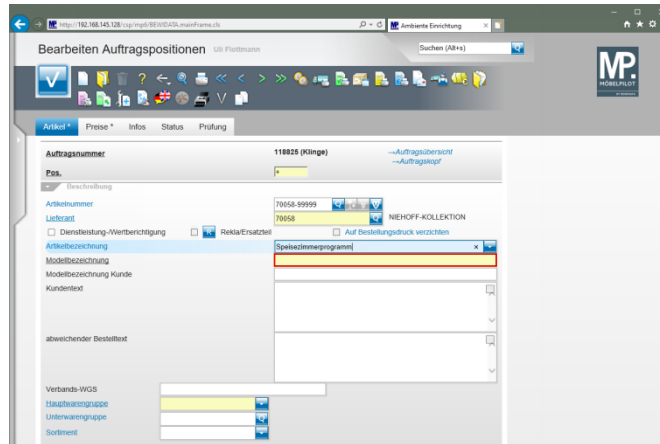 http://192.168.145.128/csp/mpll/BEWIDATA.mainFrame.cls
MP Ambiente Einrichtung
Bearbeiten Auftragspositionen Uli Flottmann
Suchen (Alt+s)
MP.
MÖBELPILOT
Artikel * Preise * Infos Status Prüfung
Auftragsnummer 118825 (Klinge) →Auftragsübersicht
→Auftragskopf
Pos. *
Beschreibung
Artikelnummer 70058-99999
Lieferant 70058 NIEHOFF-KOLLEKTION
Dienstleistung-/Wertberichtigung Rekla/Ersatzteil Auf Bestellungsdruck verzichten
Artikelbezeichnung Speisezimmerprogramm
Modellbezeichnung
Modellbezeichnung Kunde
Kundentext
abweichender Bestelltext
Verbands-WGS
Hauptwarengruppe
Unterwarengruppe
Sortiment